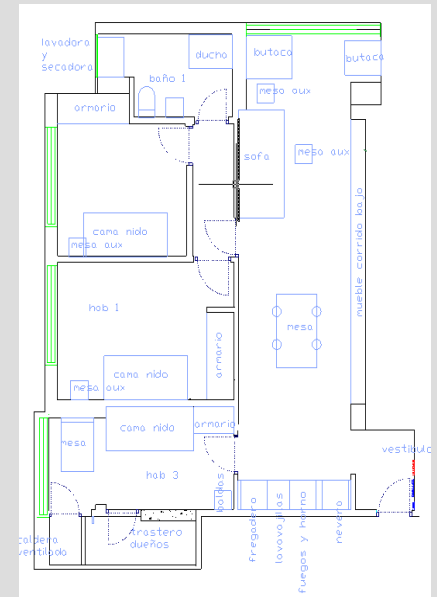 lavadora
y
secadora
ducha
butaca
butaca
baño 1
mesa aux
armario
sofa
mesa aux
cama nido
mesa aux
mueble corrido bajo
hab 1
mesa
armario
cama nido
mesa aux
cama nido
armario
mesa
vestibulo
hab 3
baldas
fregadero
lavavajilas
fuegos y horno
nevera
trastero
dueños
caldera
ventilada